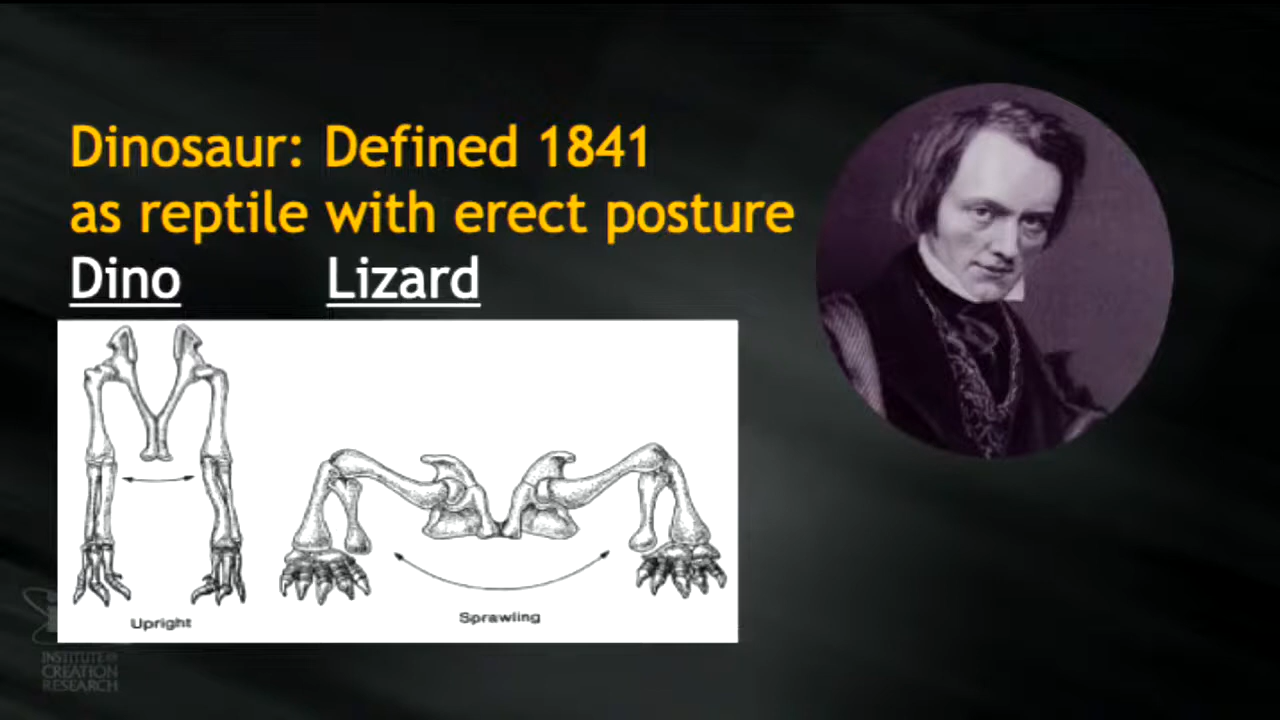 Dinosaur: Defined 1841
as reptile with erect posture
Dino Lizard
Upright
Sprawling
INSTITUTE for
CREATION
RESEARCH